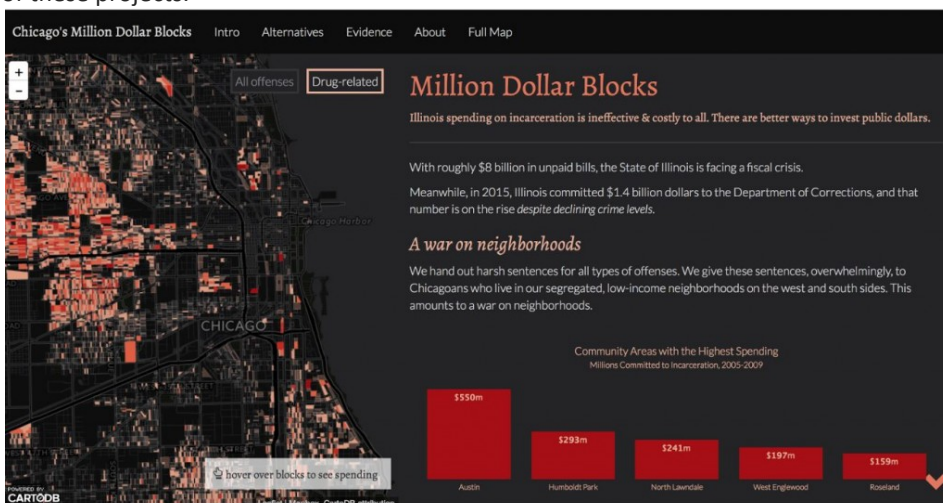 of these projects.
Chicago's Million Dollar Blocks Intro Alternatives Evidence About Full Map
+
-
All offenses Drug-related
Chicago Harbor
CHICAGO
hover over blocks to see spending
POWERED BY
CARTODB
Million Dollar Blocks
Illinois spending on incarceration is ineffective & costly to all. There are better ways to invest public dollars.
With roughly $8 billion in unpaid bills, the State of Illinois is facing a fiscal crisis.
Meanwhile, in 2015, Illinois committed $1.4 billion dollars to the Department of Corrections, and that
number is on the rise despite declining crime levels.
A war on neighborhoods
We hand out harsh sentences for all types of offenses. We give these sentences, overwhelmingly, to
Chicagoans who live in our segregated, low-income neighborhoods on the west and south sides. This
amounts to a war on neighborhoods.
Community Areas with the Highest Spending
Millions Committed to Incarceration, 2005-2009
$550m
$293m
$241m
$197m
$159m
Austin Humboldt Park North Lawndale West Englewood Roseland